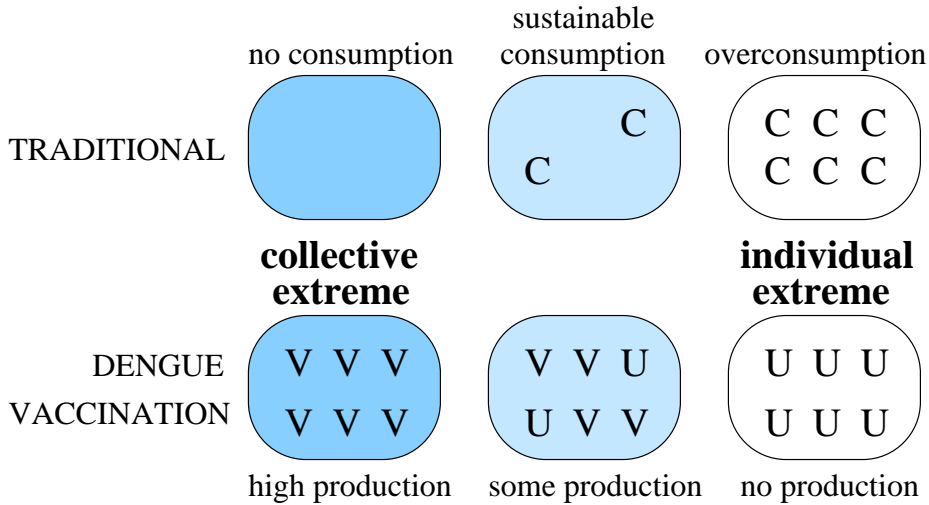 sustainable
no consumption consumption overconsumption
C C C C
TRADITIONAL
C C C C
collective individual
extreme extreme
DENGUE V V V V V U U U U
VACCINATION V V V U V V U U U
high production some production no production